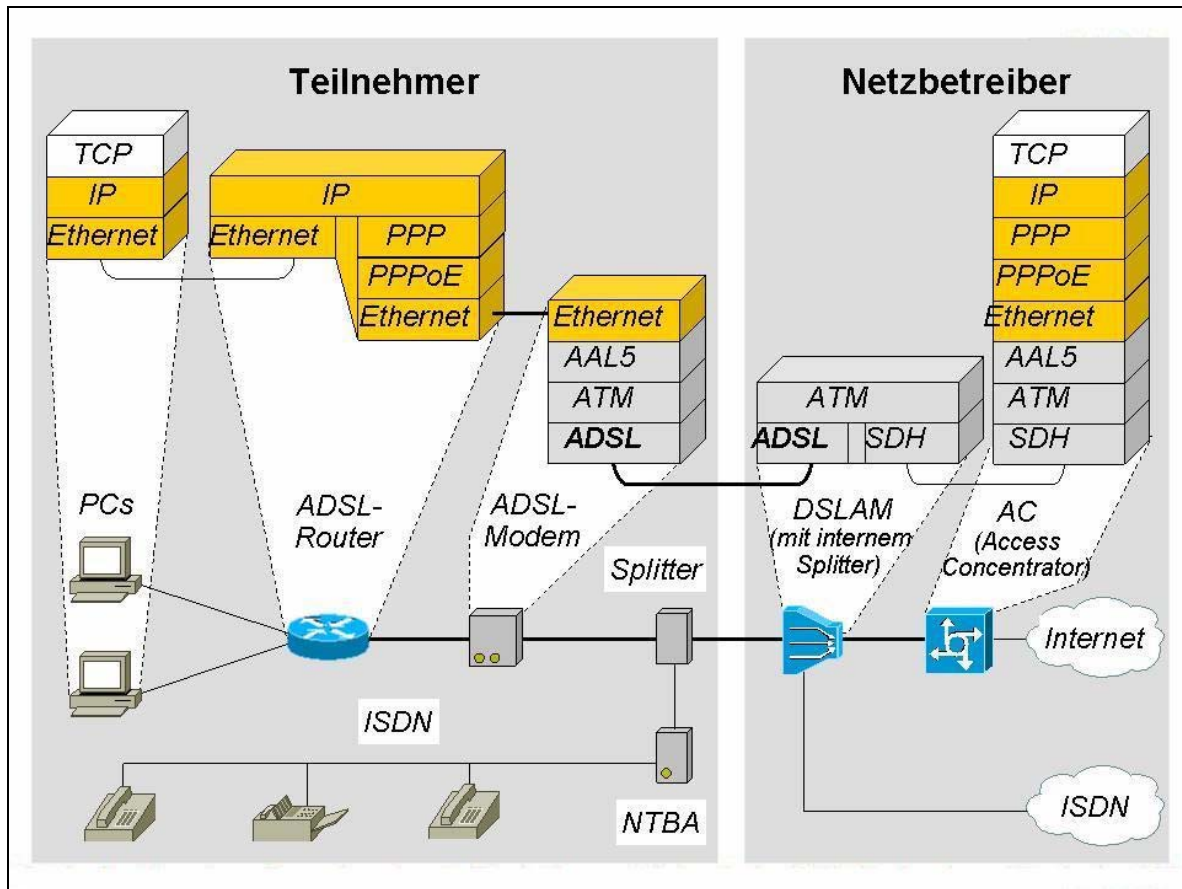 Teilnehmer
Netzbetreiber
TCP
IP
Ethernet
IP
Ethernet
PPP
PPPoE
Ethernet
Ethernet
AAL5
ATM
ADSL
ATM
ADSL
SDH
TCP
IP
PPP
PPPoE
Ethernet
AAL5
ATM
SDH
PCs
ADSL-
Router
ADSL-
Modem
Splitter
DSLAM
(mit internem
Splitter)
AC
(Access
Concentrator)
Internet
ISDN
NTBA
ISDN